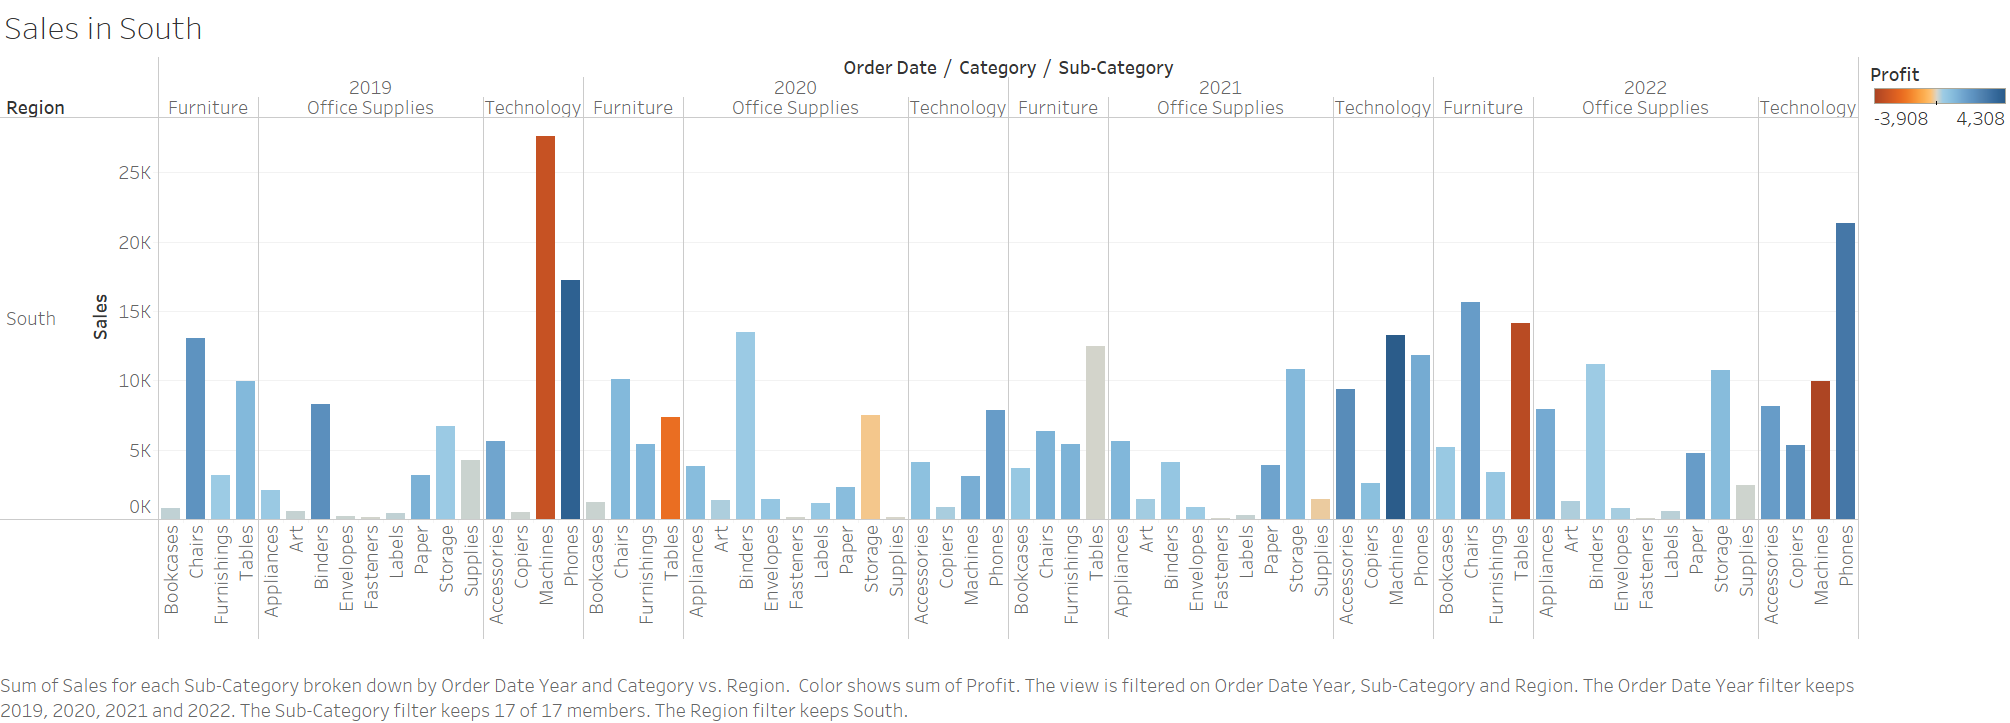 Sales in South
Order Date / Category / Sub-Category
2019 2020 2021 2022
Region Furniture Office Supplies Technology Furniture Office Supplies Technology Furniture Office Supplies Technology Furniture Office Supplies Technology
Profit
-3,908 4,308
25K
20K
15K
10K
5K
0K
Sales
South
Bookcases Chairs Furnishings Tables Appliances Art Binders Envelopes Fasteners Labels Paper Storage Supplies Accessories Copiers Machines Phones Bookcases Chairs Furnishings Tables Appliances Art Binders Envelopes Fasteners Labels Paper Storage Supplies Accessories Copiers Machines Phones Bookcases Chairs Furnishings Tables Appliances Art Binders Envelopes Fasteners Labels Paper Storage Supplies Accessories Copiers Machines Phones Bookcases Chairs Furnishings Tables Appliances Art Binders Envelopes Fasteners Labels Paper Storage Supplies Accessories Copiers Machines Phones
Sum of Sales for each Sub-Category broken down by Order Date Year and Category vs. Region.  Color shows sum of Profit. The view is filtered on Order Date Year, Sub-Category and Region. The Order Date Year filter keeps
2019, 2020, 2021 and 2022. The Sub-Category filter keeps 17 of 17 members. The Region filter keeps South.